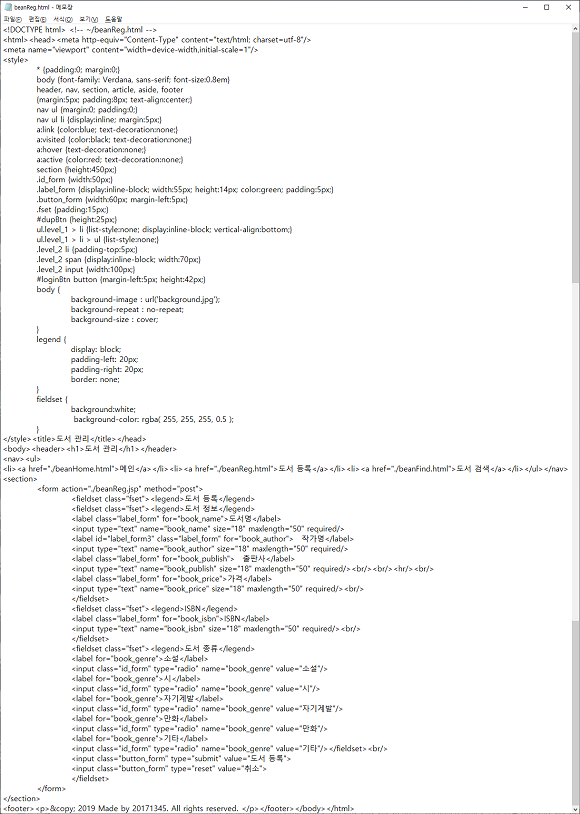 beanReg.html - 메모장
파일(F) 편집(E) 서식(O) 보기(V) 도움말
<!DOCTYPE html> <!-- ~/beanReg.html -->
<html><head><meta http-equiv="Content-Type" content="text/html; charset=utf-8"/>
<meta name="viewport" content="width=device-width,initial-scale=1"/>
<style>
* {padding:0; margin:0;}
body {font-family: Verdana, sans-serif; font-size:0.8em}
header, nav, section, article, aside, footer
{margin:5px; padding:8px; text-align:center;}
nav ul {margin:0; padding:0;}
nav ul li {display:inline; margin:5px;}
a:link {color:blue; text-decoration:none;}
a:visited {color:black; text-decoration:none;}
a:hover {text-decoration:none;}
a:active {color:red; text-decoration:none;}
section {height:450px;}
.id_form {width:50px;}
.label_form {display:inline-block; width:55px; height:14px; color:green; padding:5px;}
.button_form {width:60px; margin-left:5px;}
.fset {padding:15px;}
#dupBtn {height:25px;}
ul.level_1 > li {list-style:none; display:inline-block; vertical-align:bottom;}
ul.level_1 > li > ul {list-style:none;}
.level_2 li {padding-top:5px;}
.level_2 span {display:inline-block; width:70px;}
.level_2 input {width:100px;}
#loginBtn button {margin-left:5px; height:42px;}
body {
background-image : url('background.jpg');
background-repeat : no-repeat;
background-size : cover;
}
legend {
display: block;
padding-left: 20px;
padding-right: 20px;
border: none;
}
fieldset {
background:white;
background-color: rgba( 255, 255, 255, 0.5 );
}
</style><title>도서 관리</title></head>
<body><header><h1>도서 관리</h1></header>
<nav><ul>
<li><a href="./beanHome.html">메인</a></li><li><a href="./beanReg.html">도서 등록</a></li><li><a href="./beanFind.html">도서 검색</a></li></ul></nav>
<section>
<form action="./beanReg.jsp" method="post">
<fieldset class="fset"><legend>도서 등록</legend>
<fieldset class="fset"><legend>도서 정보</legend>
<label class="label_form" for="book_name">도서명</label>
<input type="text" name="book_name" size="18" maxlength="50" required/>
<label id="label_form3" class="label_form" for="book_author">  작가명</label>
<input type="text" name="book_author" size="18" maxlength="50" required/>
<label class="label_form" for="book_publish">  출판사</label>
<input type="text" name="book_publish" size="18" maxlength="50" required/><br/><br/><hr/><br/>
<label class="label_form" for="book_price">가격</label>
<input type="text" name="book_price" size="18" maxlength="50" required/><br/>
</fieldset>
<fieldset class="fset"><legend>ISBN</legend>
<label class="label_form" for="book_isbn">ISBN</label>
<input type="text" name="book_isbn" size="18" maxlength="50" required/><br/>
</fieldset>
<fieldset class="fset"><legend>도서 종류</legend>
<label for="book_genre">소설</label>
<input class="id_form" type="radio" name="book_genre" value="소설"/>
<label for="book_genre">시</label>
<input class="id_form" type="radio" name="book_genre" value="시"/>
<label for="book_genre">자기계발</label>
<input class="id_form" type="radio" name="book_genre" value="자기계발"/>
<label for="book_genre">만화</label>
<input class="id_form" type="radio" name="book_genre" value="만화"/>
<label for="book_genre">기타</label>
<input class="id_form" type="radio" name="book_genre" value="기타"/></fieldset><br/>
<input class="button_form" type="submit" value="도서 등록">
<input class="button_form" type="reset" value="취소">
</fieldset>
</form>
</section>
<footer><p>&copy; 2019 Made by 20171345. All rights reserved. </p></footer></body></html>